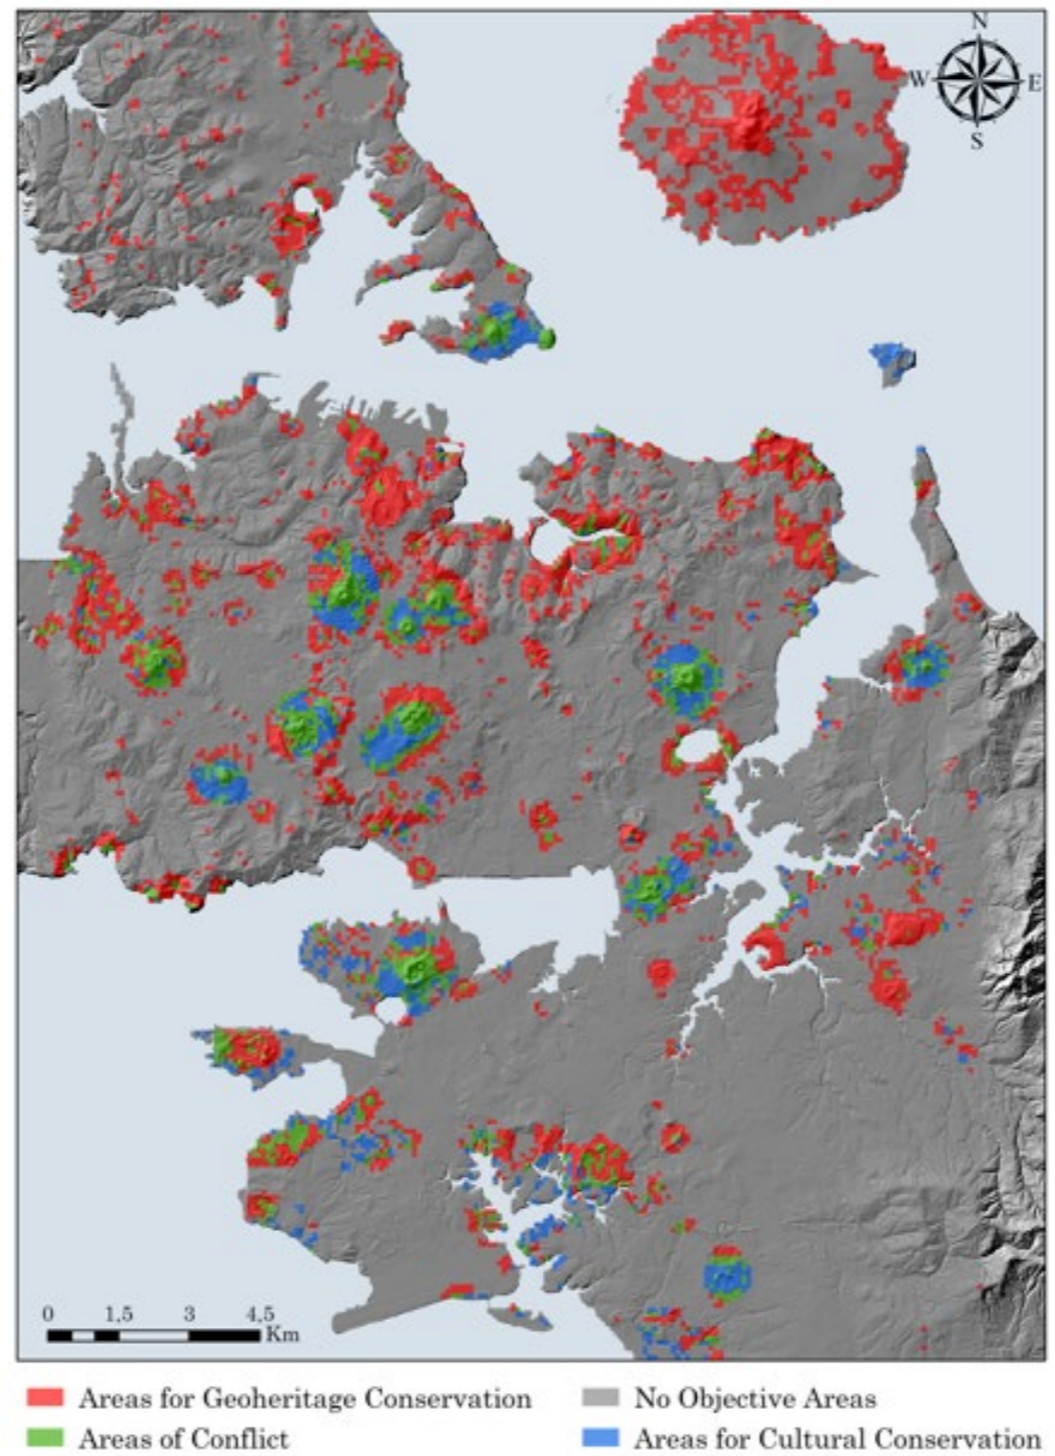 N
W E
S
0 1,5 3 4,5
Km
Areas for Geoheritage Conservation
No Objective Areas
Areas of Conflict
Areas for Cultural Conservation